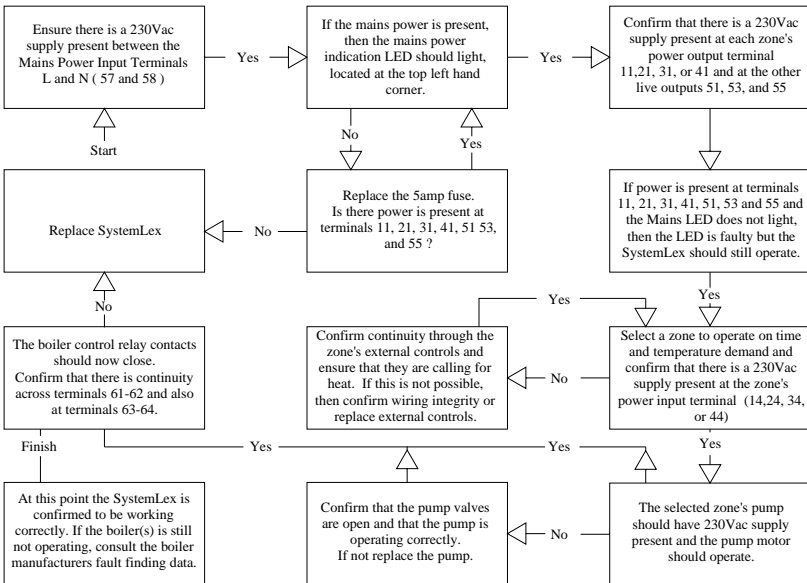 Ensure there is a 230Vac
supply present between the
Mains Power Input Terminals
L and N ( 57 and 58 )
Yes
If the mains power is present,
then the mains power
indication LED should light,
located at the top left hand
corner.
Yes
Confirm that there is a 230Vac
supply present at each zone's
power output terminal
11,21, 31, or 41 and at the other
live outputs 51, 53, and 55
Start
No
Yes
Replace SystemLex
No
Replace the 5amp fuse.
Is there power is present at
terminals 11, 21, 31, 41, 51 53,
and 55 ?
If power is present at terminals
11, 21, 31, 41, 51, 53 and 55 and
the Mains LED does not light,
then the LED is faulty but the
SystemLex should still operate.
No
Yes
Yes
The boiler control relay contacts
should now close.
Confirm that there is continuity
across terminals 61-62 and also
at terminals 63-64.
Confirm continuity through the
zone's external controls and
ensure that they are calling for
heat. If this is not possible,
then confirm wiring integrity or
replace external controls.
No
Select a zone to operate on time
and temperature demand and
confirm that there is a 230Vac
supply present at the zone's
power input terminal (14,24, 34,
or 44)
Finish
Yes
Yes
Yes
At this point the SystemLex is
confirmed to be working
correctly. If the boiler(s) is still
not operating, consult the boiler
manufacturers fault finding data.
Confirm that the pump valves
are open and that the pump is
operating correctly.
If not replace the pump.
No
The selected zone's pump
should have 230Vac supply
present and the pump motor
should operate.